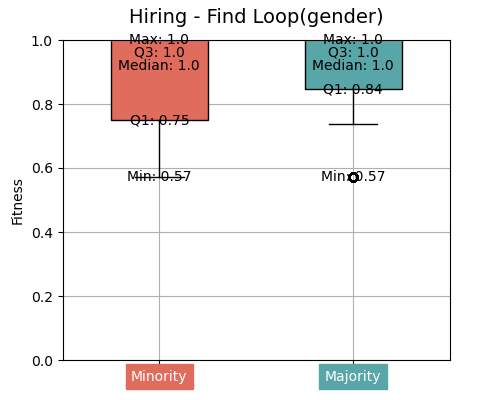 Hiring - Find Loop(gender)
Fitness
1.0
0.8
0.6
0.4
0.2
0.0
Max: 1.0
Q3: 1.0
Median: 1.0
Q1: 0.75
Min: 0.57
Max: 1.0
Q3: 1.0
Median: 1.0
Q1: 0.84
Min: 0.57
Minority
Majority